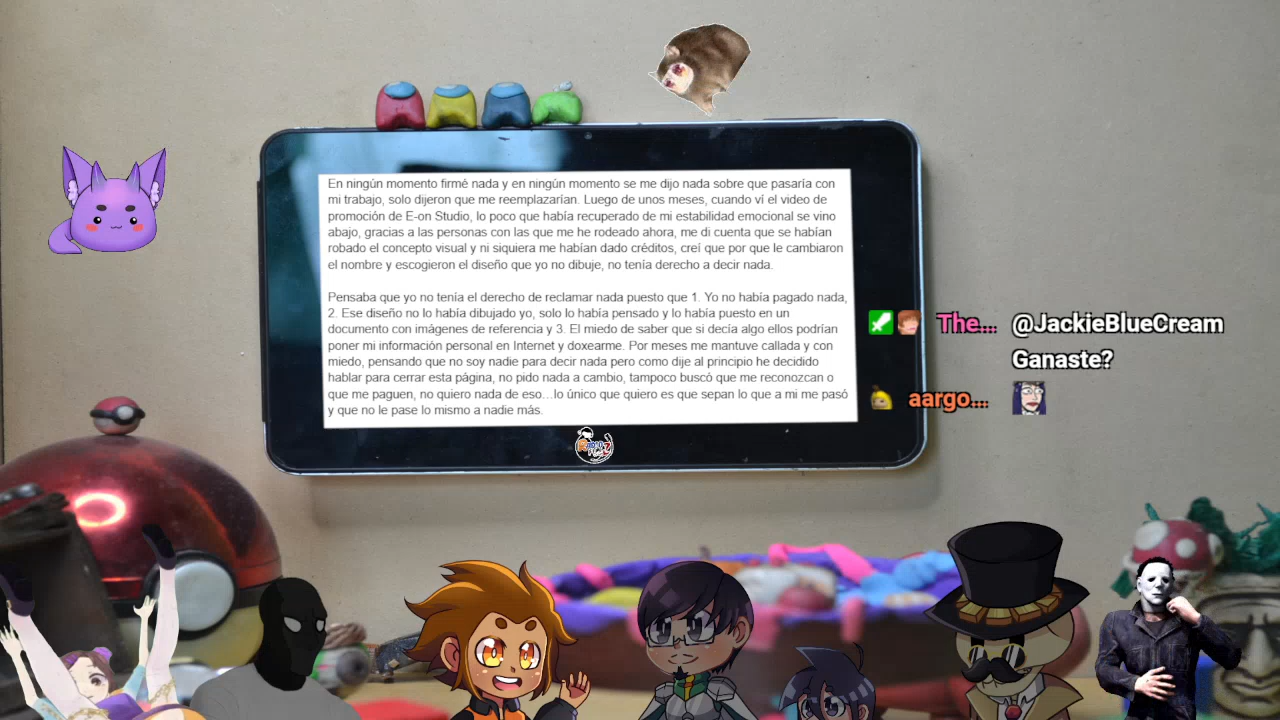 En ningún momento firmé nada y en ningún momento se me dijo nada sobre que pasaría con
mi trabajo, solo dijeron que me reemplazarían. Luego de unos meses, cuando ví el video de
promoción de E-on Studio, lo poco que había recuperado de mi estabilidad emocional se vino
abajo, gracias a las personas con las que me he rodeado ahora, me di cuenta que se habían
robado el concepto visual y ni siquiera me habían dado créditos, creí que por que le cambiaron
el nombre y escogieron el diseño que yo no dibuje, no tenía derecho a decir nada.
Pensaba que yo no tenía el derecho de reclamar nada puesto que 1. Yo no había pagado nada,
2. Ese diseño no lo había dibujado yo, solo lo había pensado y lo había puesto en un
documento con imágenes de referencia y 3. El miedo de saber que si decía algo ellos podrían
poner mi información personal en Internet y doxearme. Por meses me mantuve callada y con
miedo, pensando que no soy nadie para decir nada pero como dije al principio he decidido
hablar para cerrar esta página, no pido nada a cambio, tampoco buscó que me reconozcan o
que me paguen, no quiero nada de eso...lo único que quiero es que sepan lo que a mi me pasó
y que no le pase lo mismo a nadie más.
The... @JackieBlueCream
Ganaste?
aargo...